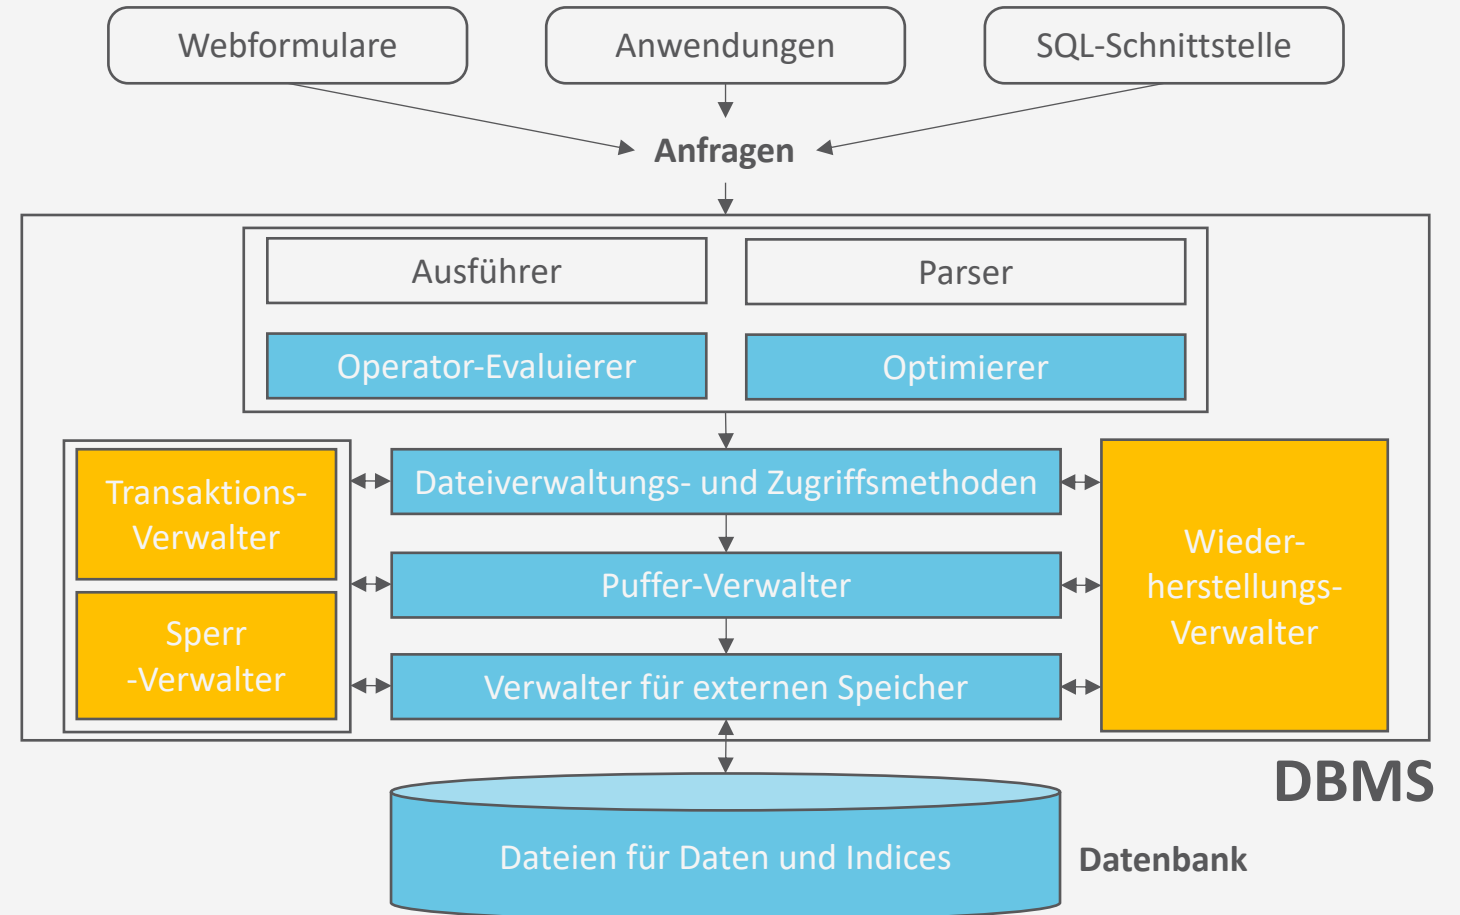 Webformulare
Anwendungen
SQL-Schnittstelle
Anfragen
Ausführer
Parser
Operator-Evaluierer
Optimierer
Transaktions-
Verwalter
Sperr
-Verwalter
Dateiverwaltungs- und Zugriffsmethoden
Puffer-Verwalter
Verwalter für externen Speicher
Wieder-
herstellungs-
Verwalter
DBMS
Dateien für Daten und Indices
Datenbank